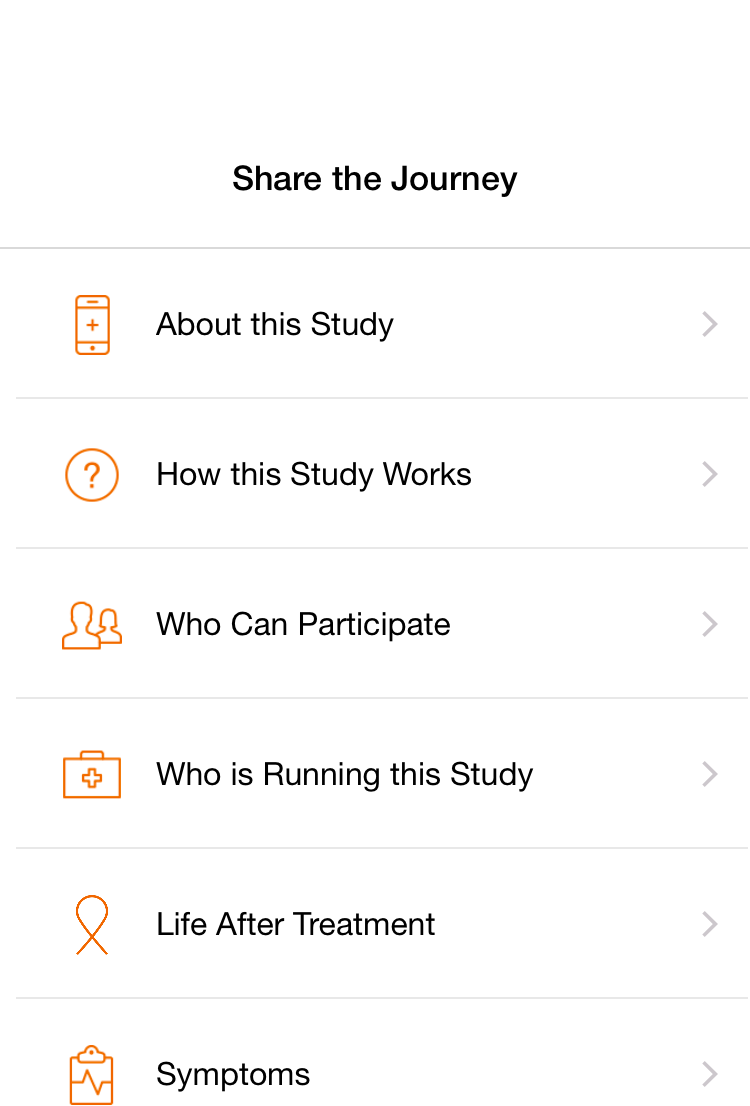 Share the Journey
About this Study
How this Study Works
Who Can Participate
Who is Running this Study
Life After Treatment
Symptoms